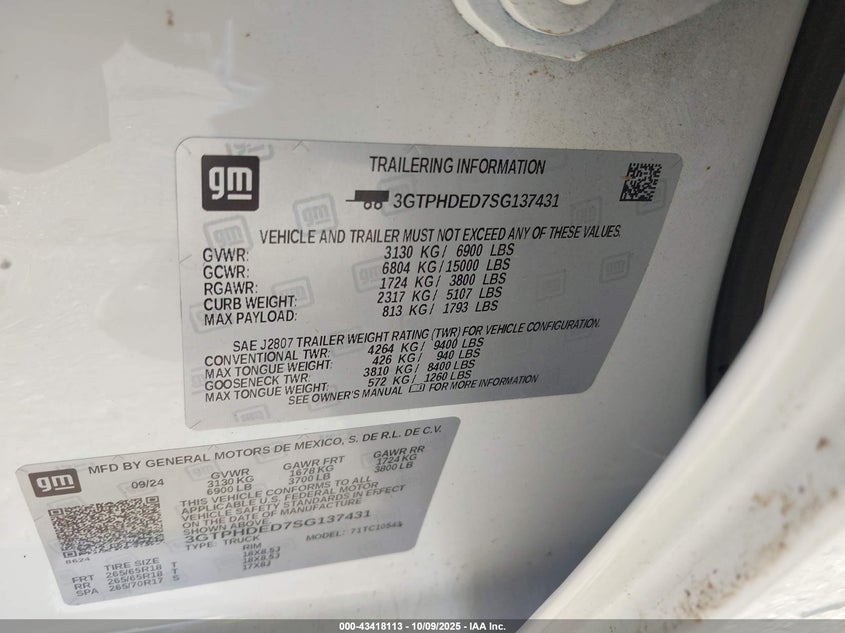 gm
TRAILERING INFORMATION
3GTPHDED7SG137431
VEHICLE AND TRAILER MUST NOT EXCEED ANY OF THESE VALUES.
GVWR: 3130 KG / 6900 LBS
GCWR: 6804 KG / 15000 LBS
RGAWR: 1724 KG / 3800 LBS
CURB WEIGHT: 2317 KG / 5107 LBS
MAX PAYLOAD: 813 KG / 1793 LBS
SAE J2807 TRAILER WEIGHT RATING (TWR) FOR VEHICLE CONFIGURATION.
CONVENTIONAL TWR: 4264 KG / 9400 LBS
MAX TONGUE WEIGHT: 426 KG / 940 LBS
GOOSENECK TWR: 3810 KG / 8400 LBS
MAX TONGUE WEIGHT: 572 KG / 1260 LBS
SEE OWNER'S MANUAL FOR MORE INFORMATION
gm
MFD BY GENERAL MOTORS DE MEXICO, S. DE R.L. DE C.V.
09/24 GVWR GAWR FRT GAWR RR
3130 KG 1678 KG 1724 KG
6900 LB 3700 LB 3800 LB
THIS VEHICLE CONFORMS TO ALL
APPLICABLE U.S. FEDERAL MOTOR
VEHICLE SAFETY STANDARDS IN EFFECT
ON THE DATE OF MANUFACTURE
SHOWN ABOVE
3GTPHDED7SG137431
TYPE: TRUCK MODEL: 71TC10543
8624
TIRE SIZE RIM
FRT 265/65R18 T 18X8.5J
RR 265/65R18 T 18X8.5J
SPA 265/70R17 S 17X8J
000-43418113 - 10/09/2025 - IAA Inc.